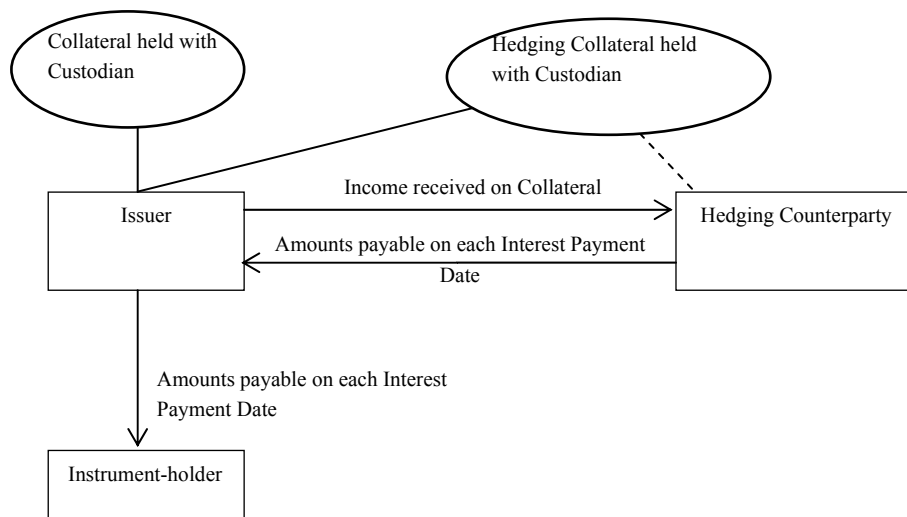 Collateral held with
Custodian
Hedging Collateral held
with Custodian
Income received on Collateral
Issuer
Hedging Counterparty
Amounts payable on each Interest Payment
Date
Amounts payable on each Interest
Payment Date
Instrument-holder